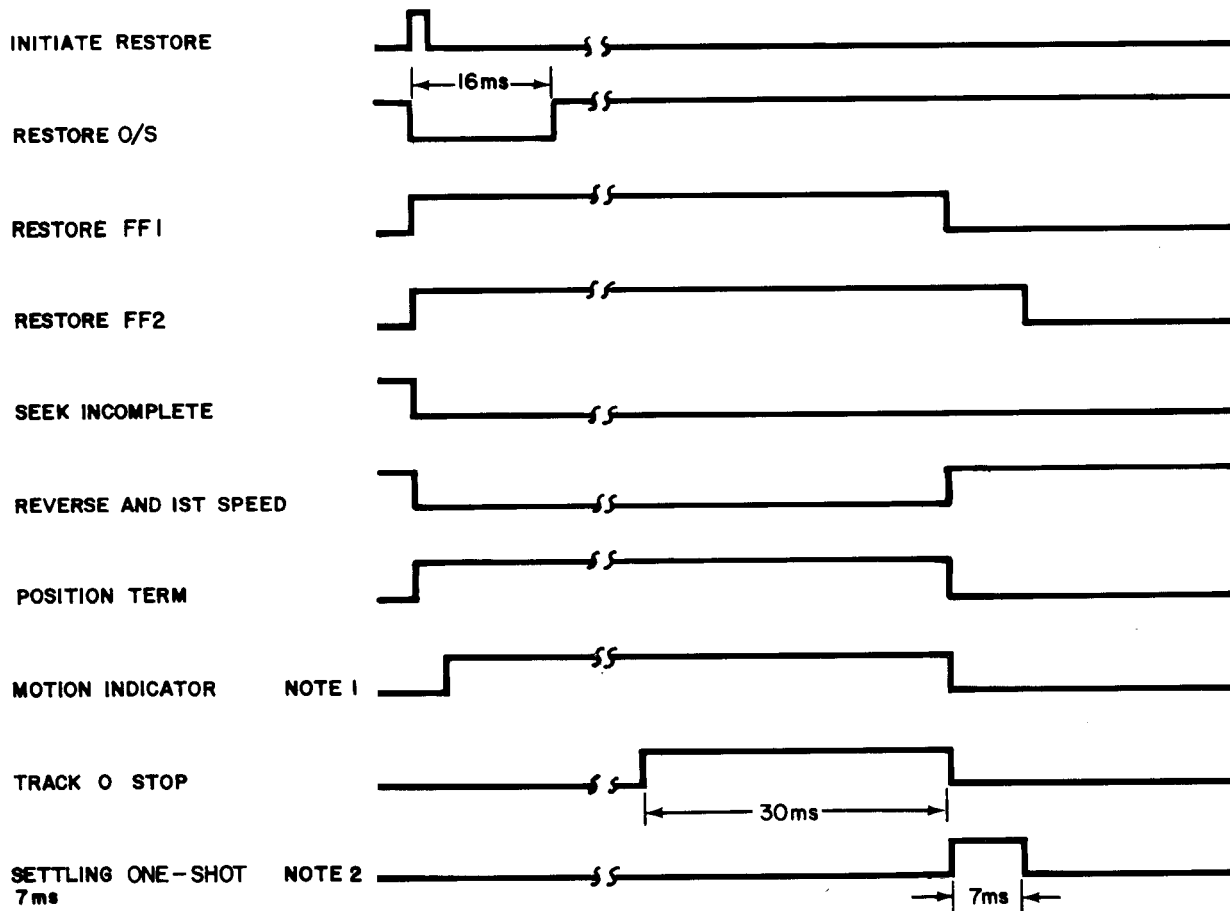 INITIATE RESTORE
16ms
RESTORE O/S
RESTORE FF1
RESTORE FF2
SEEK INCOMPLETE
REVERSE AND 1ST SPEED
POSITION TERM
MOTION INDICATOR NOTE 1
TRACK 0 STOP
30ms
SETTLING ONE-SHOT NOTE 2
7ms
7ms